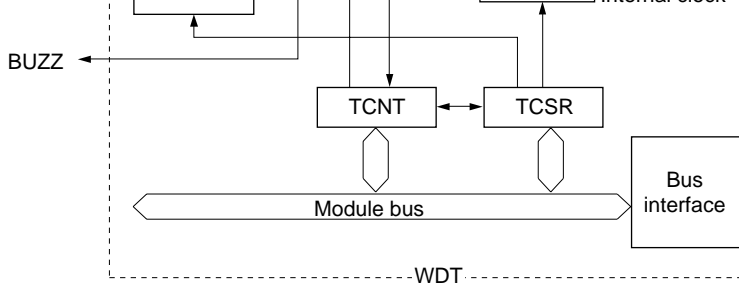 Internal clock
BUZZ
TCNT
TCSR
Bus
interface
Module bus
WDT